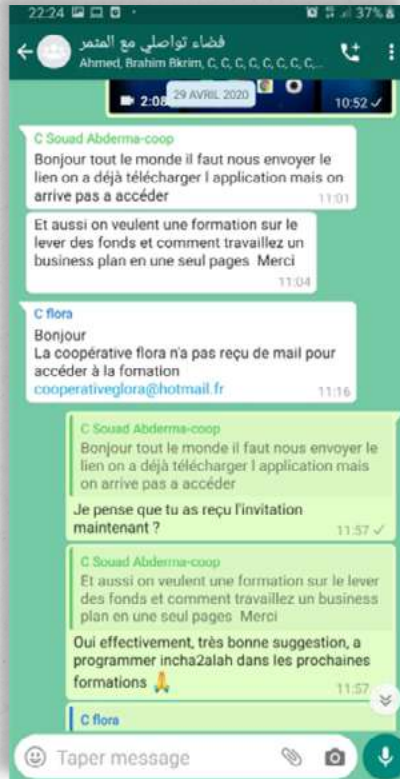 22:24
37%
فضاء تواصلي مع المثمر
Ahmed, Brahim Bkrim, C, C, C, C, C, C, C,...
2:08
29 AVRIL 2020
10:52
C Souad Abderma-coop
Bonjour tout le monde il faut nous envoyer le
lien on a déjà télécharger l application mais on
arrive pas a accéder
11:01
Et aussi on veulent une formation sur le
lever des fonds et comment travaillez un
business plan en une seul pages Merci
11:04
C flora
Bonjour
La coopérative flora n'a pas reçu de mail pour
accéder à la fomation
cooperativeglora@hotmail.fr
11:16
C Souad Abderma-coop
Bonjour tout le monde il faut nous envoyer le
lien on a déjà télécharger l application mais
on arrive pas a accéder
Je pense que tu as reçu l'invitation
maintenant ?
11:57
C Souad Abderma-coop
Et aussi on veulent une formation sur le lever
des fonds et comment travaillez un business
plan en une seul pages Merci
Oui effectivement, très bonne suggestion, a
programmer incha2alah dans les prochaines
formations 🙏
11:57
C flora
Taper message